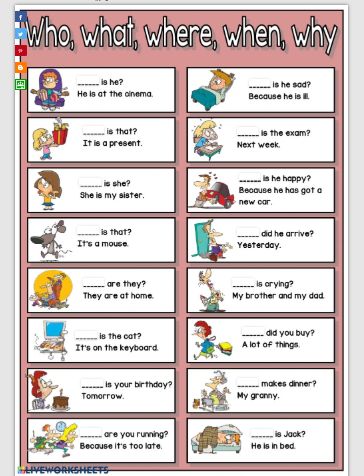 Who, what, where, when, why
______ is he?
He is at the cinema.
______ is he sad?
Because he is ill.
______ is that?
It is a present.
______ is the exam?
Next week.
______ is she?
She is my sister.
______ is he happy?
Because he has got a
new car.
______ is that?
It's a mouse.
______ did he arrive?
Yesterday.
______ are they?
They are at home.
______ is crying?
My brother and my dad.
______ is the cat?
It's on the keyboard.
______ did you buy?
A lot of things.
______ is your birthday?
Tomorrow.
______ makes dinner?
My granny.
______ are you running?
Because it's too late.
______ is Jack?
He is in bed.
LIVEWORKSHEETS